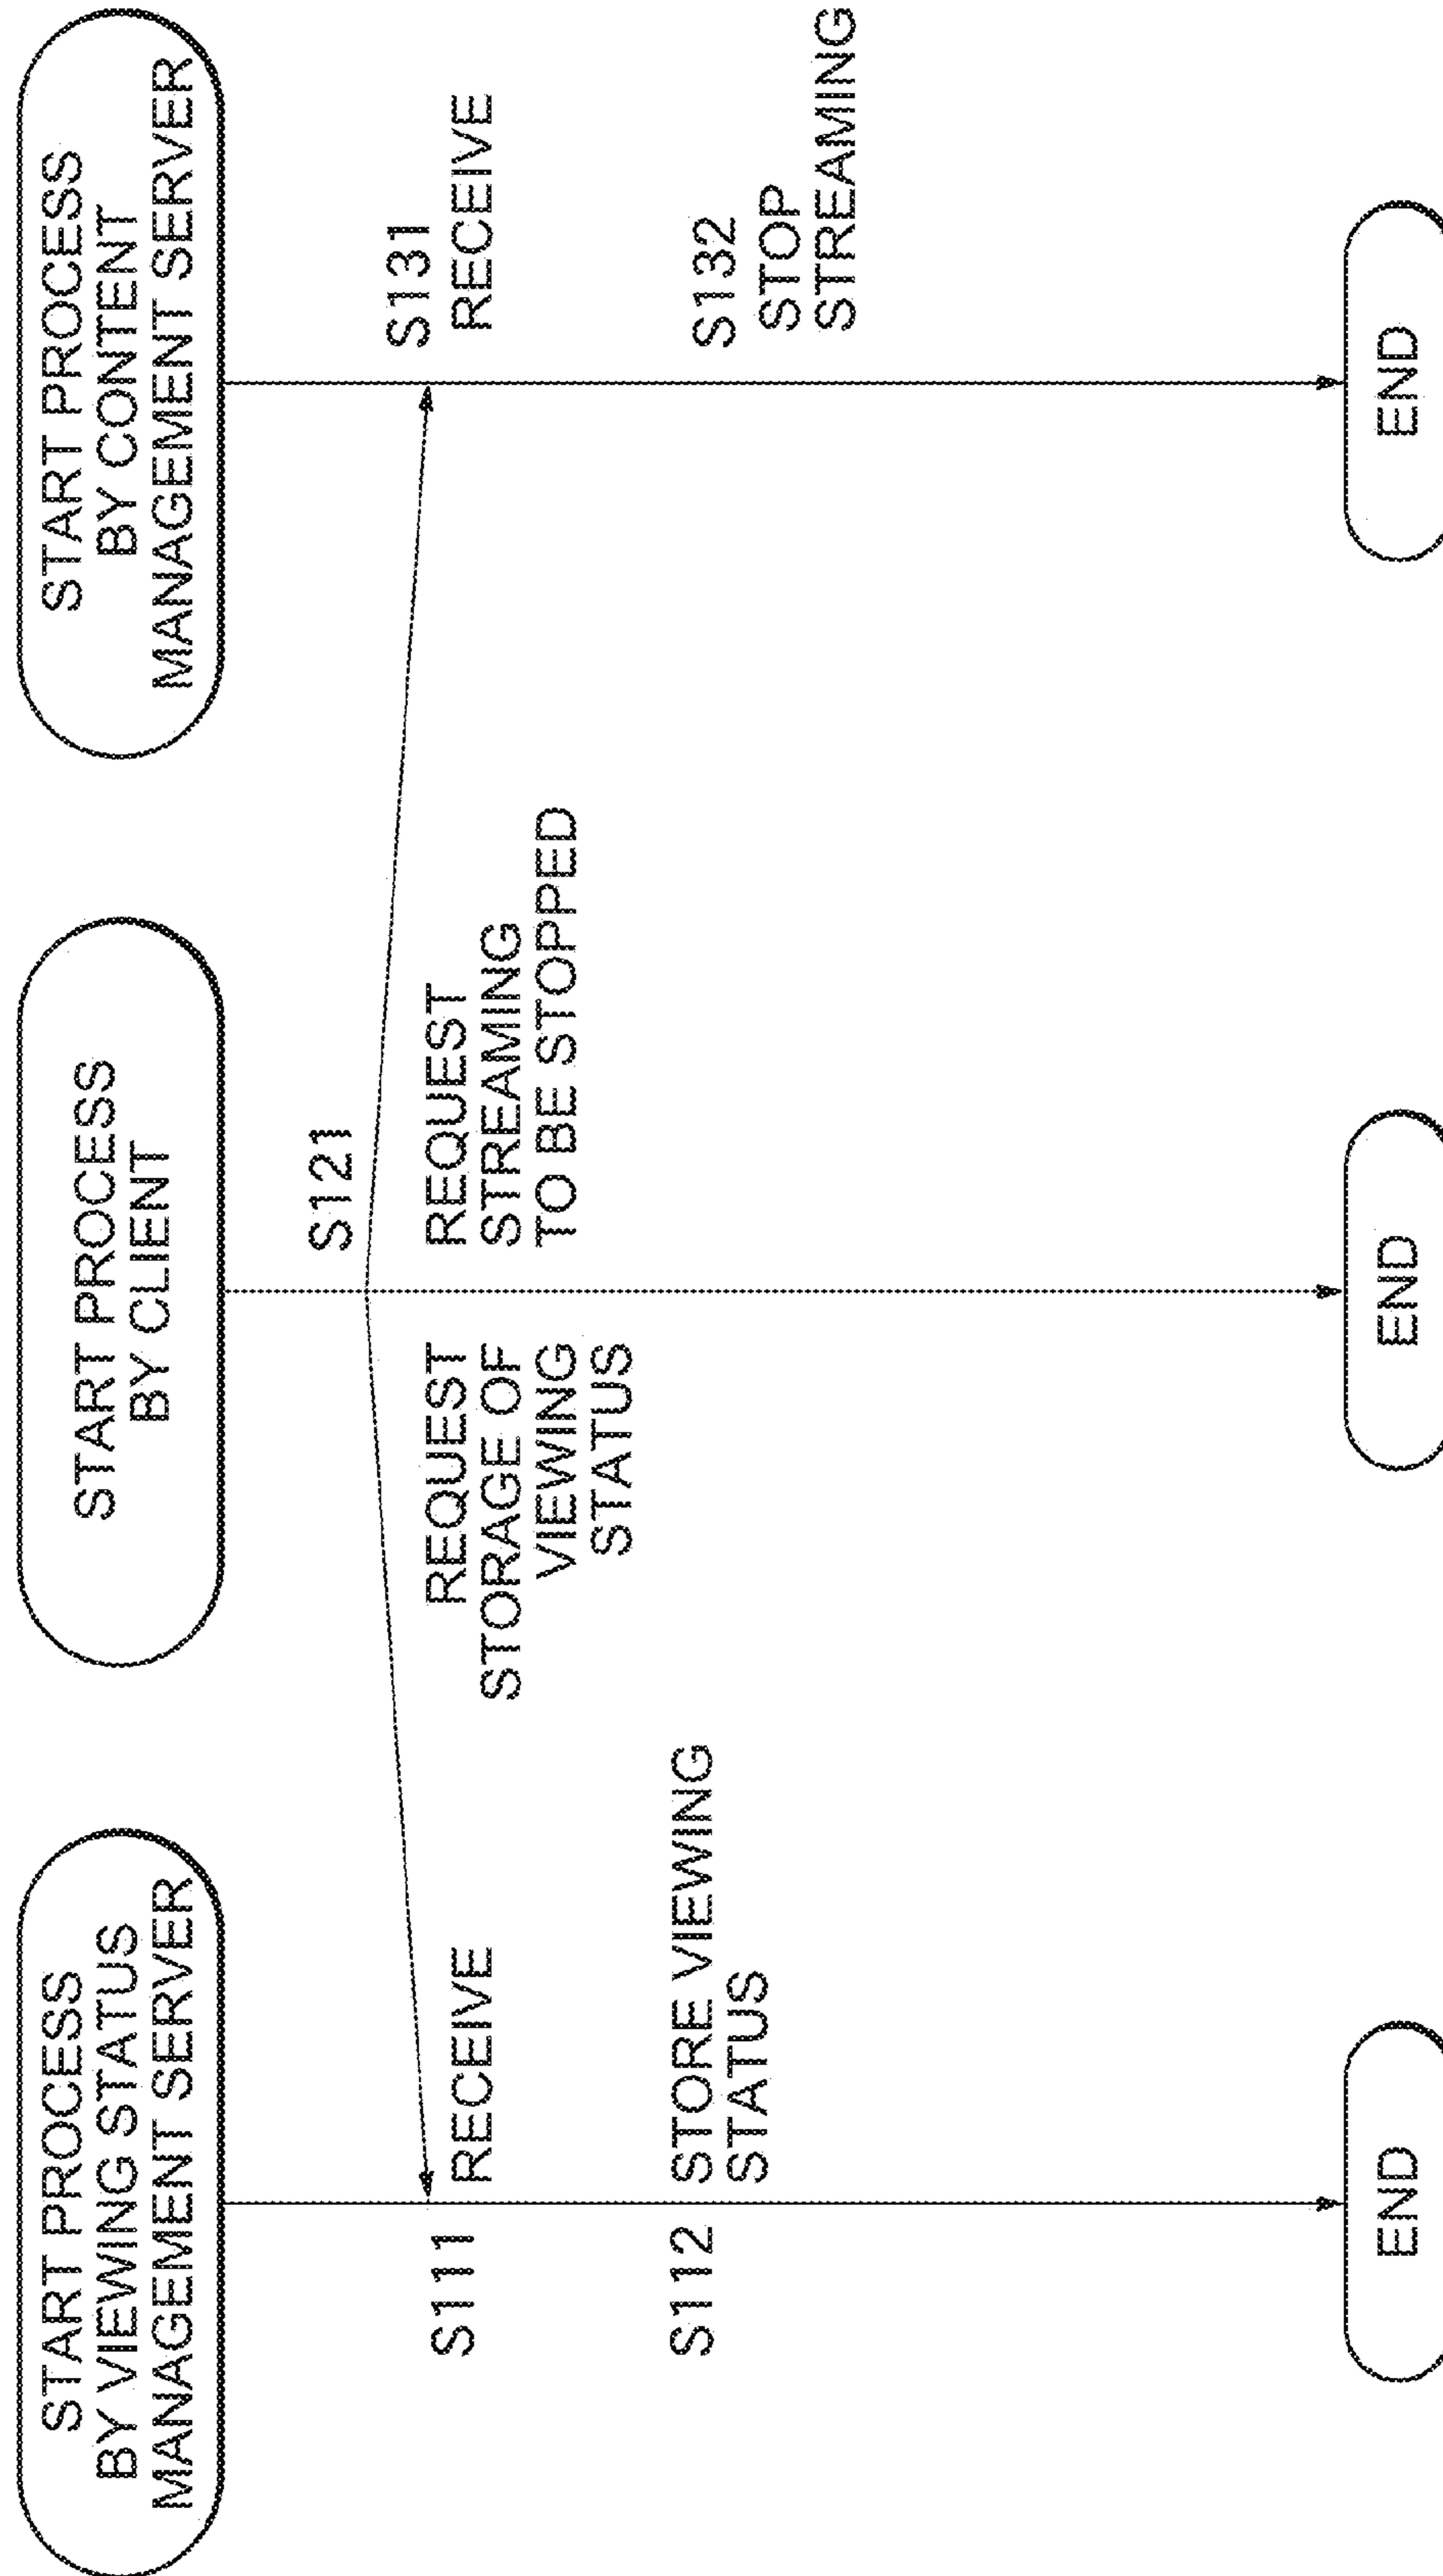 START PROCESS
BY VIEWING STATUS
MANAGEMENT SERVER
START PROCESS
BY CLIENT
START PROCESS
BY CONTENT
MANAGEMENT SERVER
S121
S111
RECEIVE
REQUEST
STORAGE OF
VIEWING
STATUS
REQUEST
STREAMING
TO BE STOPPED
S131
RECEIVE
S112
STORE VIEWING
STATUS
S132
STOP
STREAMING
END
END
END